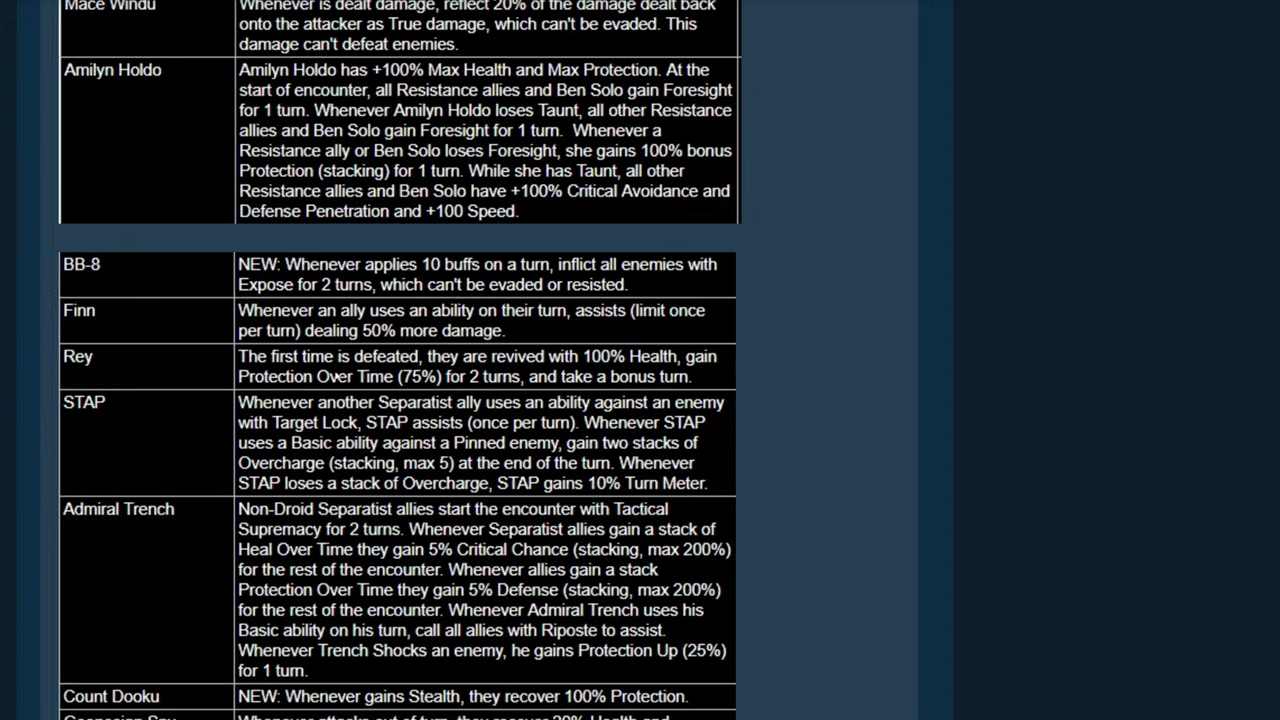 Mace Windu
Whenever is dealt damage, reflect 20% of the damage dealt back
onto the attacker as True damage, which can't be evaded. This
damage can't defeat enemies.
Amilyn Holdo
Amilyn Holdo has +100% Max Health and Max Protection. At the
start of encounter, all Resistance allies and Ben Solo gain Foresight
for 1 turn. Whenever Amilyn Holdo loses Taunt, all other Resistance
allies and Ben Solo gain Foresight for 1 turn. Whenever a
Resistance ally or Ben Solo loses Foresight, she gains 100% bonus
Protection (stacking) for 1 turn. While she has Taunt, all other
Resistance allies and Ben Solo have +100% Critical Avoidance and
Defense Penetration and +100 Speed.
BB-8
NEW: Whenever applies 10 buffs on a turn, inflict all enemies with
Expose for 2 turns, which can't be evaded or resisted.
Finn
Whenever an ally uses an ability on their turn, assists (limit once
per turn) dealing 50% more damage.
Rey
The first time is defeated, they are revived with 100% Health, gain
Protection Over Time (75%) for 2 turns, and take a bonus turn.
STAP
Whenever another Separatist ally uses an ability against an enemy
with Target Lock, STAP assists (once per turn). Whenever STAP
uses a Basic ability against a Pinned enemy, gain two stacks of
Overcharge (stacking, max 5) at the end of the turn. Whenever
STAP loses a stack of Overcharge, STAP gains 10% Turn Meter.
Admiral Trench
Non-Droid Separatist allies start the encounter with Tactical
Supremacy for 2 turns. Whenever Separatist allies gain a stack of
Heal Over Time they gain 5% Critical Chance (stacking, max 200%)
for the rest of the encounter. Whenever allies gain a stack
Protection Over Time they gain 5% Defense (stacking, max 200%)
for the rest of the encounter. Whenever Admiral Trench uses his
Basic ability on his turn, call all allies with Riposte to assist.
Whenever Trench Shocks an enemy, he gains Protection Up (25%)
for 1 turn.
Count Dooku
NEW: Whenever gains Stealth, they recover 100% Protection.